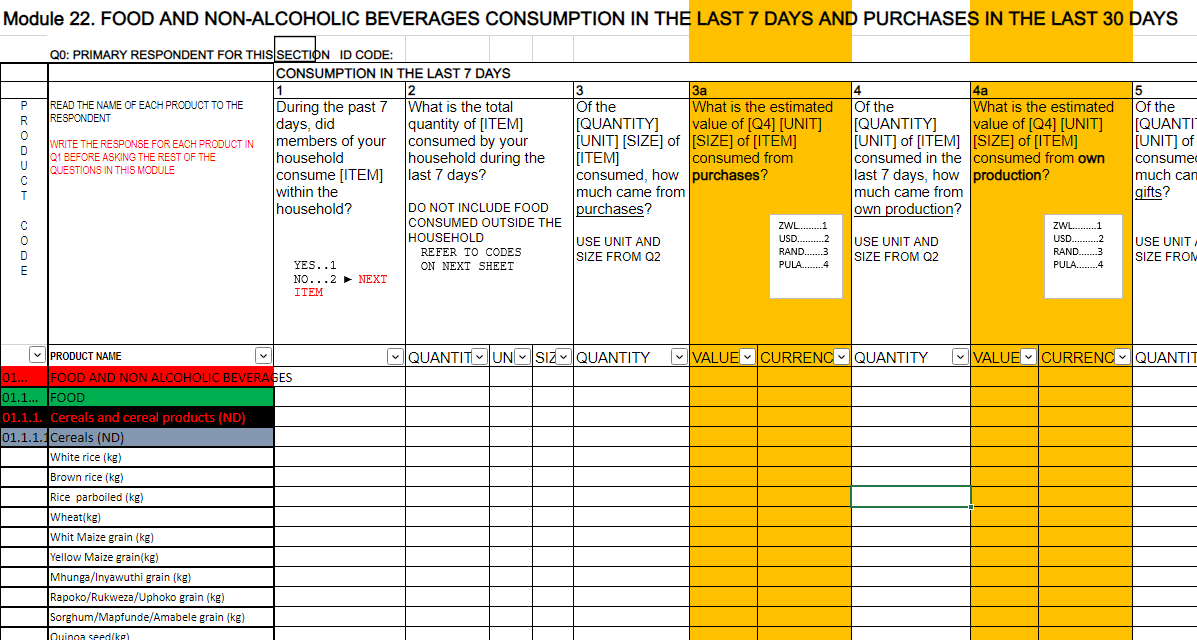 Module 22. FOOD AND NON-ALCOHOLIC BEVERAGES CONSUMPTION IN THE LAST 7 DAYS AND PURCHASES IN THE LAST 30 DAYS
Q0: PRIMARY RESPONDENT FOR THIS SECTION ID CODE:
CONSUMPTION IN THE LAST 7 DAYS
P
R
O
D
U
C
T
C
O
D
E
READ THE NAME OF EACH PRODUCT TO THE
RESPONDENT
WRITE THE RESPONSE FOR EACH PRODUCT IN
Q1 BEFORE ASKING THE REST OF THE
QUESTIONS IN THIS MODULE
1
During the past 7
days, did
members of your
household
consume [ITEM]
within the
household?
YES..1
NO...2 ► NEXT
ITEM
2
What is the total
quantity of [ITEM]
consumed by your
household during the
last 7 days?
DO NOT INCLUDE FOOD
CONSUMED OUTSIDE THE
HOUSEHOLD
REFER TO CODES
ON NEXT SHEET
3
Of the
[QUANTITY]
[UNIT] [SIZE] of
[ITEM]
consumed, how
much came from
purchases?
USE UNIT AND
SIZE FROM Q2
3a
What is the estimated
value of [Q4] [UNIT]
[SIZE] of [ITEM]
consumed from
purchases?
ZWL.........1
USD..........2
RAND.......3
PULA........4
4
Of the
[QUANTITY]
[UNIT] of [ITEM]
consumed in the
last 7 days, how
much came from
own production?
USE UNIT AND
SIZE FROM Q2
4a
What is the estimated
value of [Q4] [UNIT]
[SIZE] of [ITEM]
consumed from own
production?
ZWL.........1
USD..........2
RAND.......3
PULA........4
5
Of the
[QUANTI
[UNIT] of
consumed
much can
gifts?
USE UNIT
SIZE FROM
PRODUCT NAME QUANTIT UN SIZ QUANTITY VALUE CURRENC QUANTITY VALUE CURRENC QUANTIT
01... FOOD AND NON ALCOHOLIC BEVERAGES
01.1... FOOD
01.1.1. Cereals and cereal products (ND)
01.1.1.1 Cereals (ND)
White rice (kg)
Brown rice (kg)
Rice parboiled (kg)
Wheat(kg)
Whit Maize grain (kg)
Yellow Maize grain(kg)
Mhunga/Inyawuthi grain (kg)
Rapoko/Rukweza/Uphoko grain (kg)
Sorghum/Mapfunde/Amabele grain (kg)
Quinoa seed(kg)